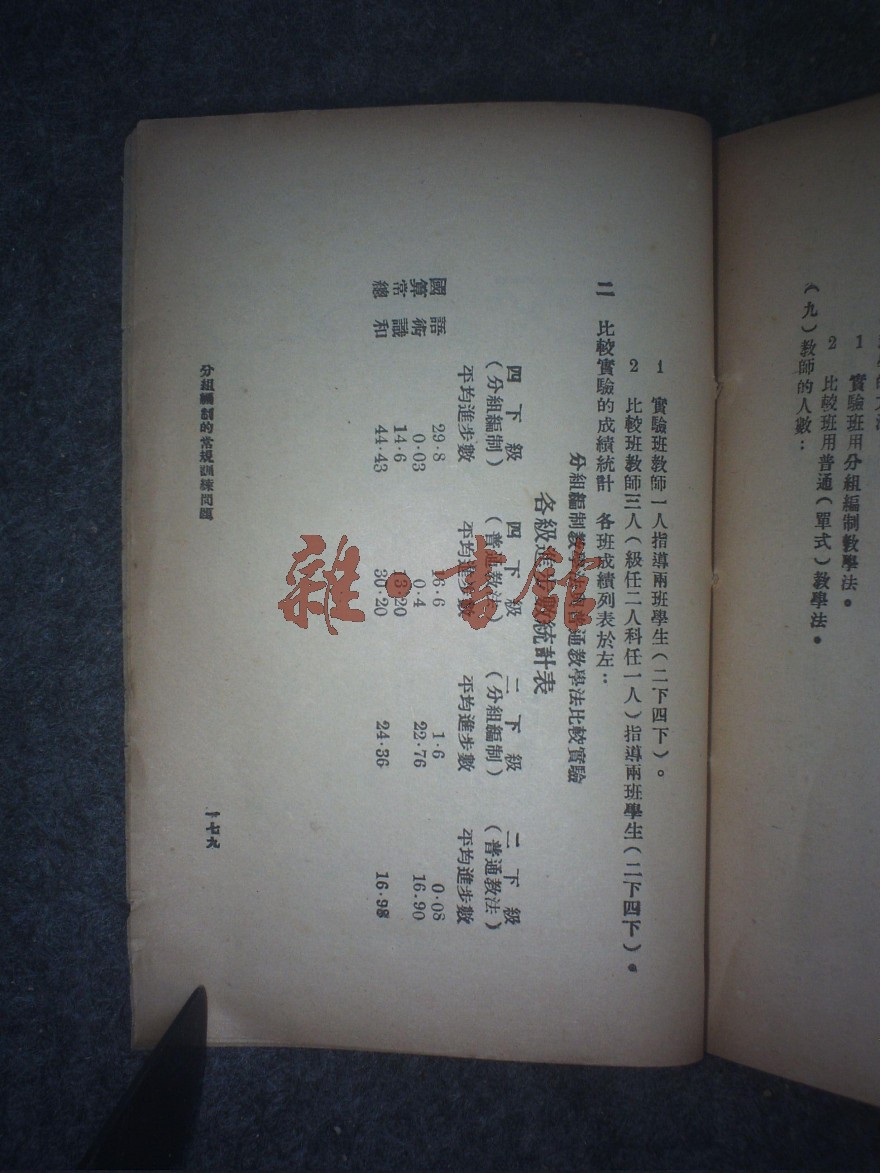 1 實驗班用分組編制教學法。
2 比較班用普通（單式）教學法。
（九）教師的人數：
1 實驗班教師一人指導兩班學生（二下四下）。
2 比較班教師三人（級任二人科任一人）指導兩班學生（二下四下）。
二 比較實驗的成績統計 各班成績列表於左：
分組編制教學法與普通教學法比較實驗
各級進步數統計表
四下級 四下級 二下級 二下級
（分組編制） （普通教法） （分組編制） （普通教法）
平均進步數 平均進步數 平均進步數 平均進步數
國語 29.8 16.6 1.6 0.08
算術 0.03 0.4 22.76 16.90
常識 14.6 13.20
總和 44.43 30.20 24.36 16.98
分組編制的常規訓練問題
七九
雜·書館